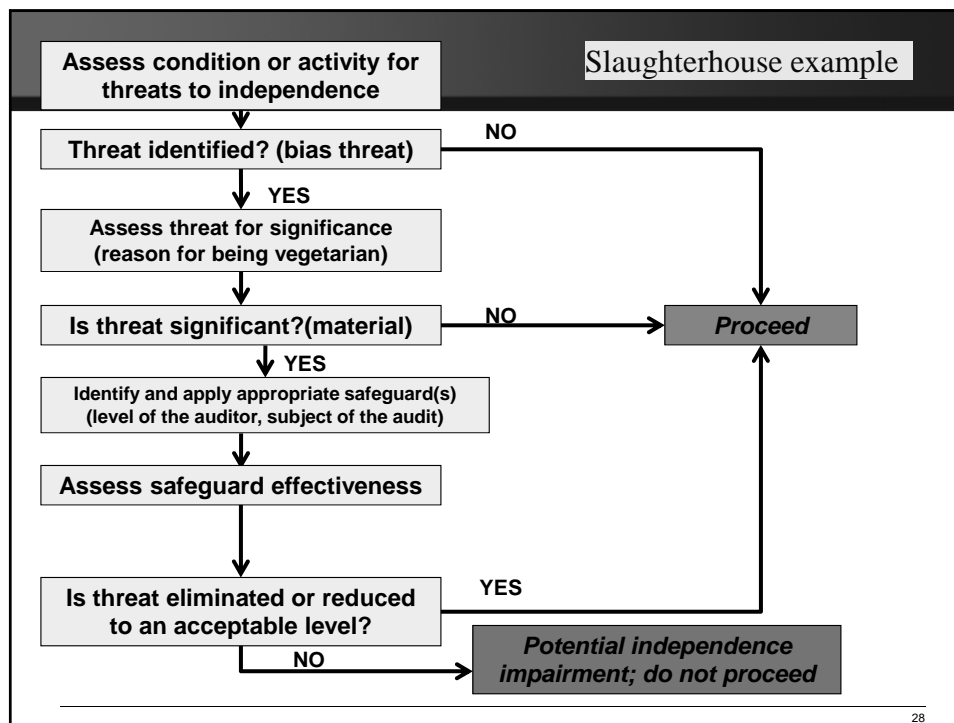 Slaughterhouse example
Assess condition or activity for
threats to independence
Threat identified? (bias threat)
NO
YES
Assess threat for significance
(reason for being vegetarian)
Is threat significant?(material)
NO
Proceed
YES
Identify and apply appropriate safeguard(s)
(level of the auditor, subject of the audit)
Assess safeguard effectiveness
Is threat eliminated or reduced
to an acceptable level?
YES
NO
Potential independence
impairment; do not proceed
28